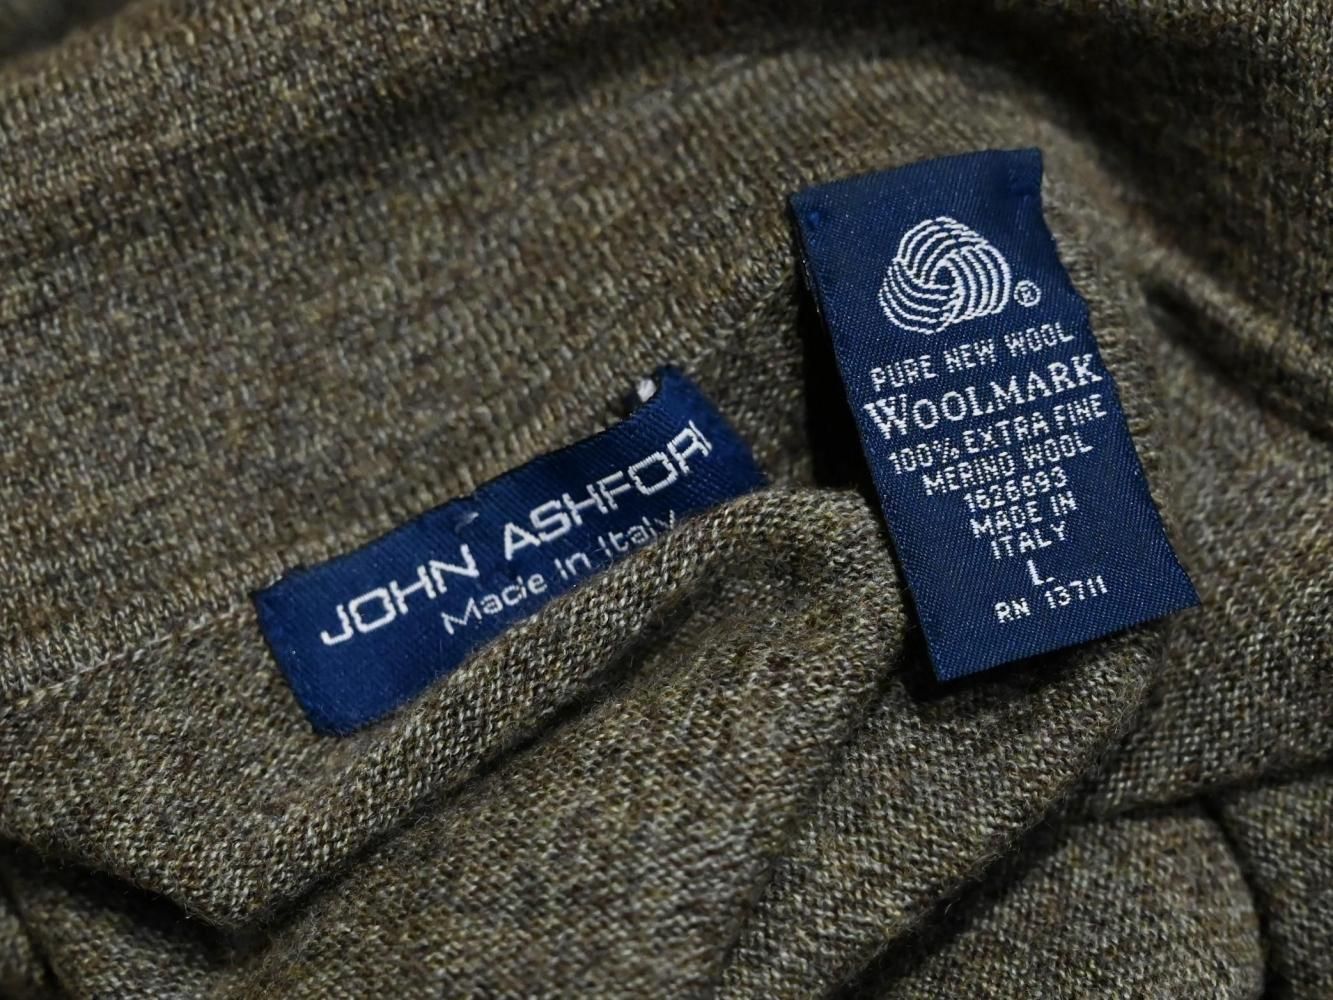 JOHN ASHFOR
Made in Italy
®
PURE NEW WOOL
WOOLMARK
100% EXTRA FINE
MERINO WOOL
1626693
MADE IN
ITALY
L
RN 13711